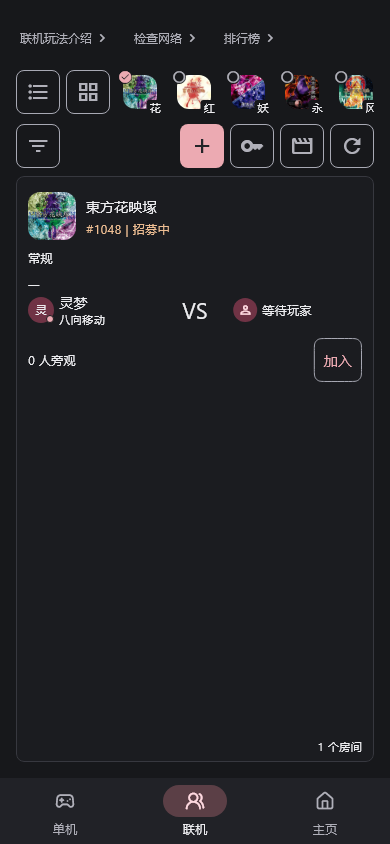 联机玩法介绍
检查网络
排行榜
花
红
妖
永
風
東方花映塚
#1048 | 招募中
常规
—
灵
灵梦
八向移动
VS
等待玩家
0 人旁观
加入
1 个房间
单机
联机
主页